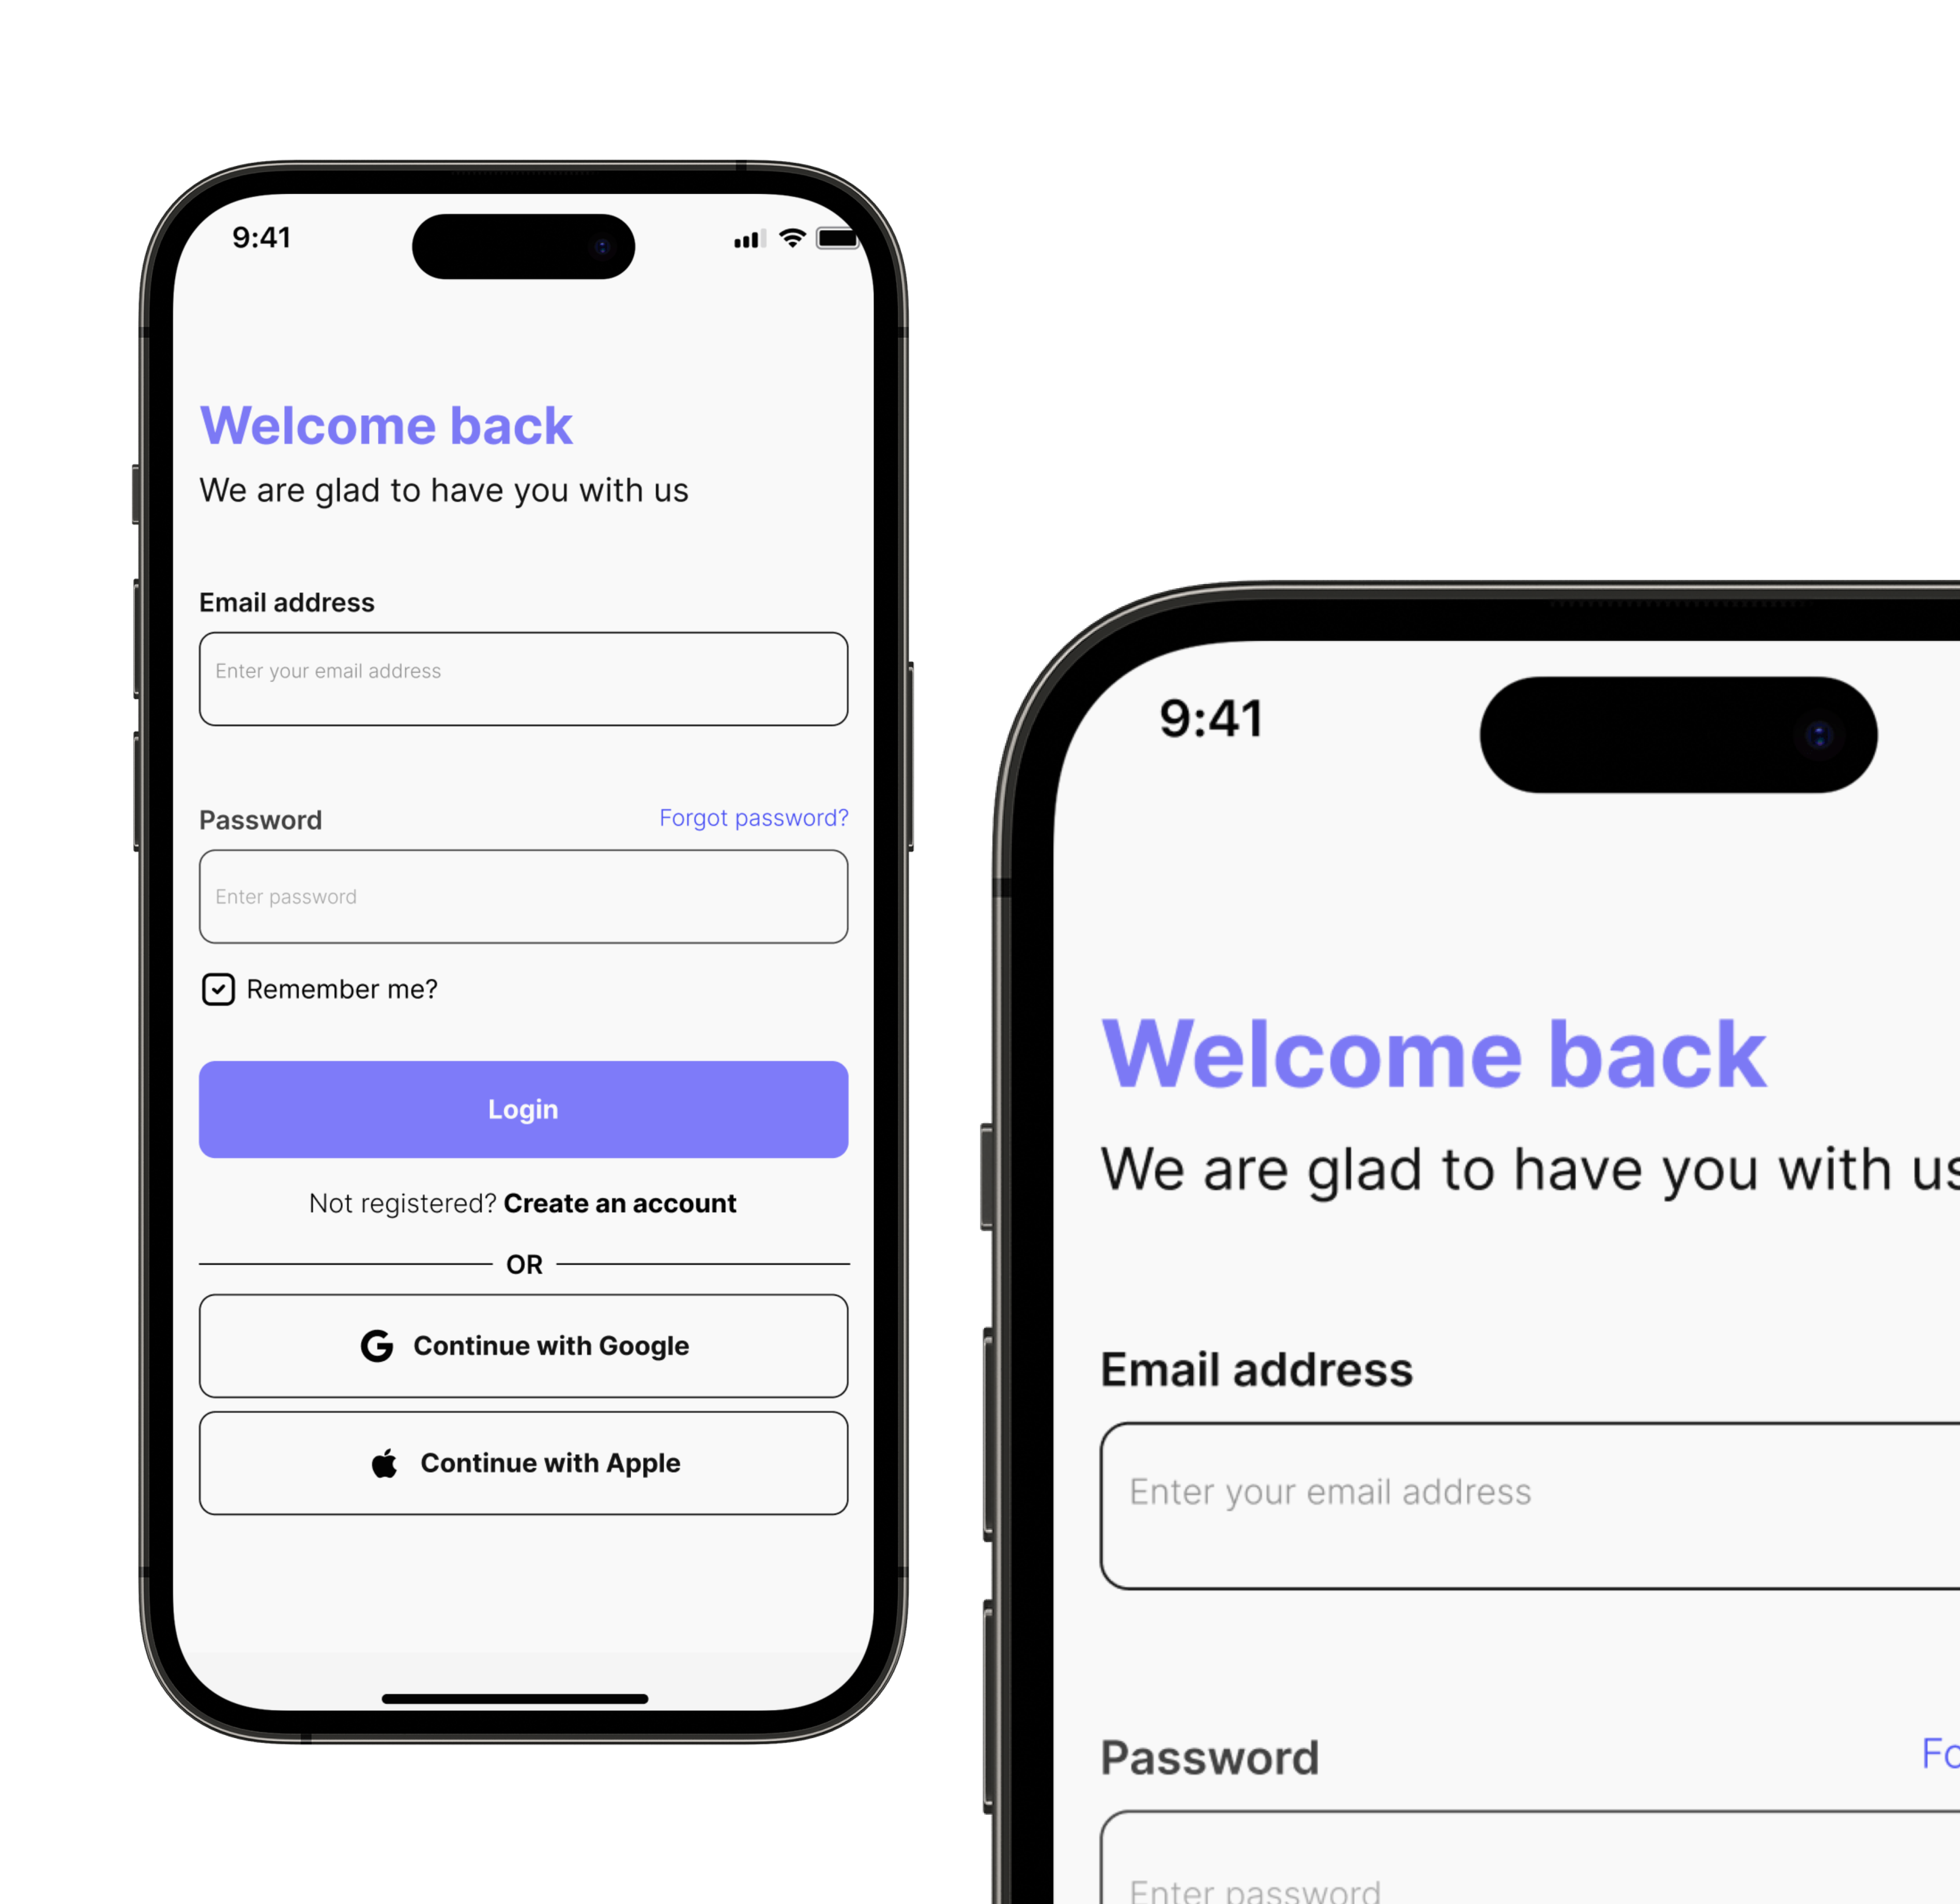 9:41
Welcome back
We are glad to have you with us
Email address
Enter your email address
Password Forgot password?
Enter password
Remember me?
Login
Not registered? Create an account
OR
Continue with Google
Continue with Apple
9:41
Welcome back
We are glad to have you with us
Email address
Enter your email address
Password Fo
Enter password